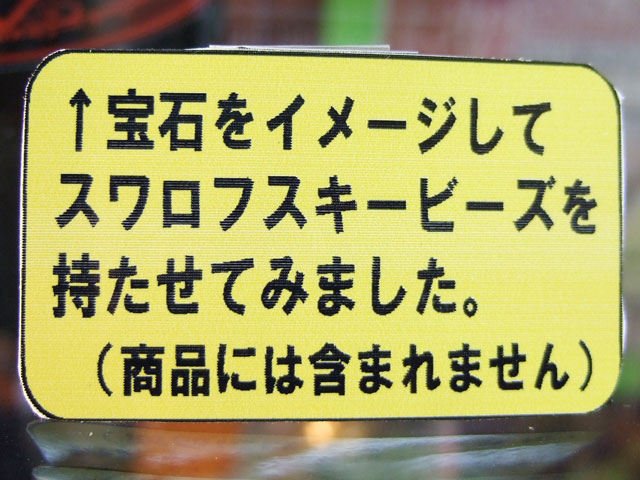 ↑宝石をイメージして
スワロフスキービーズを
持たせてみました。
（商品には含まれません）